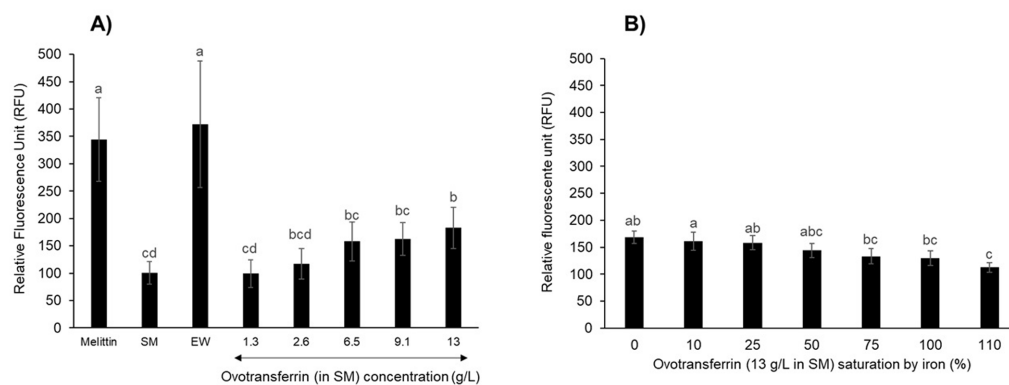 A)
Relative Fluorescence Unit (RFU)
500
450
400
350
300
250
200
150
100
50
0
a
cd
a
cd
bcd
bc
bc
b
Melittin SM EW 1.3 2.6 6.5 9.1 13
Ovotransferrin (in SM) concentration (g/L)
B)
Relative fluorescente unit (RFU)
500
450
400
350
300
250
200
150
100
50
0
ab
a
ab
abc
bc
bc
c
0 10 25 50 75 100 110
Ovotransferrin (13 g/L in SM) saturation by iron (%)